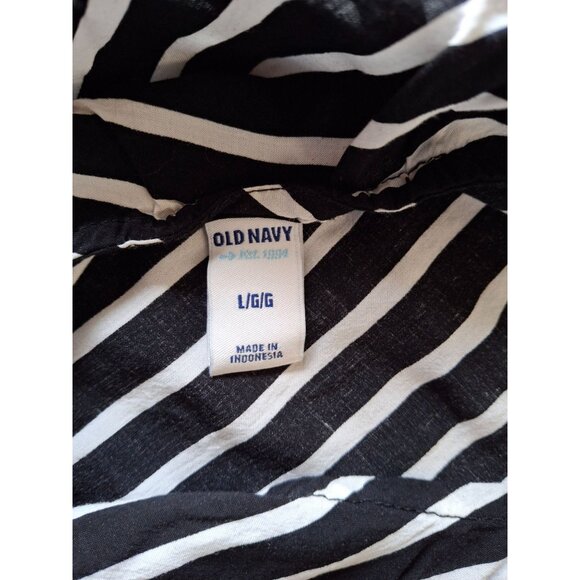 OLD NAVY
EST. 1994
L/G/G
MADE IN
INDONESIA